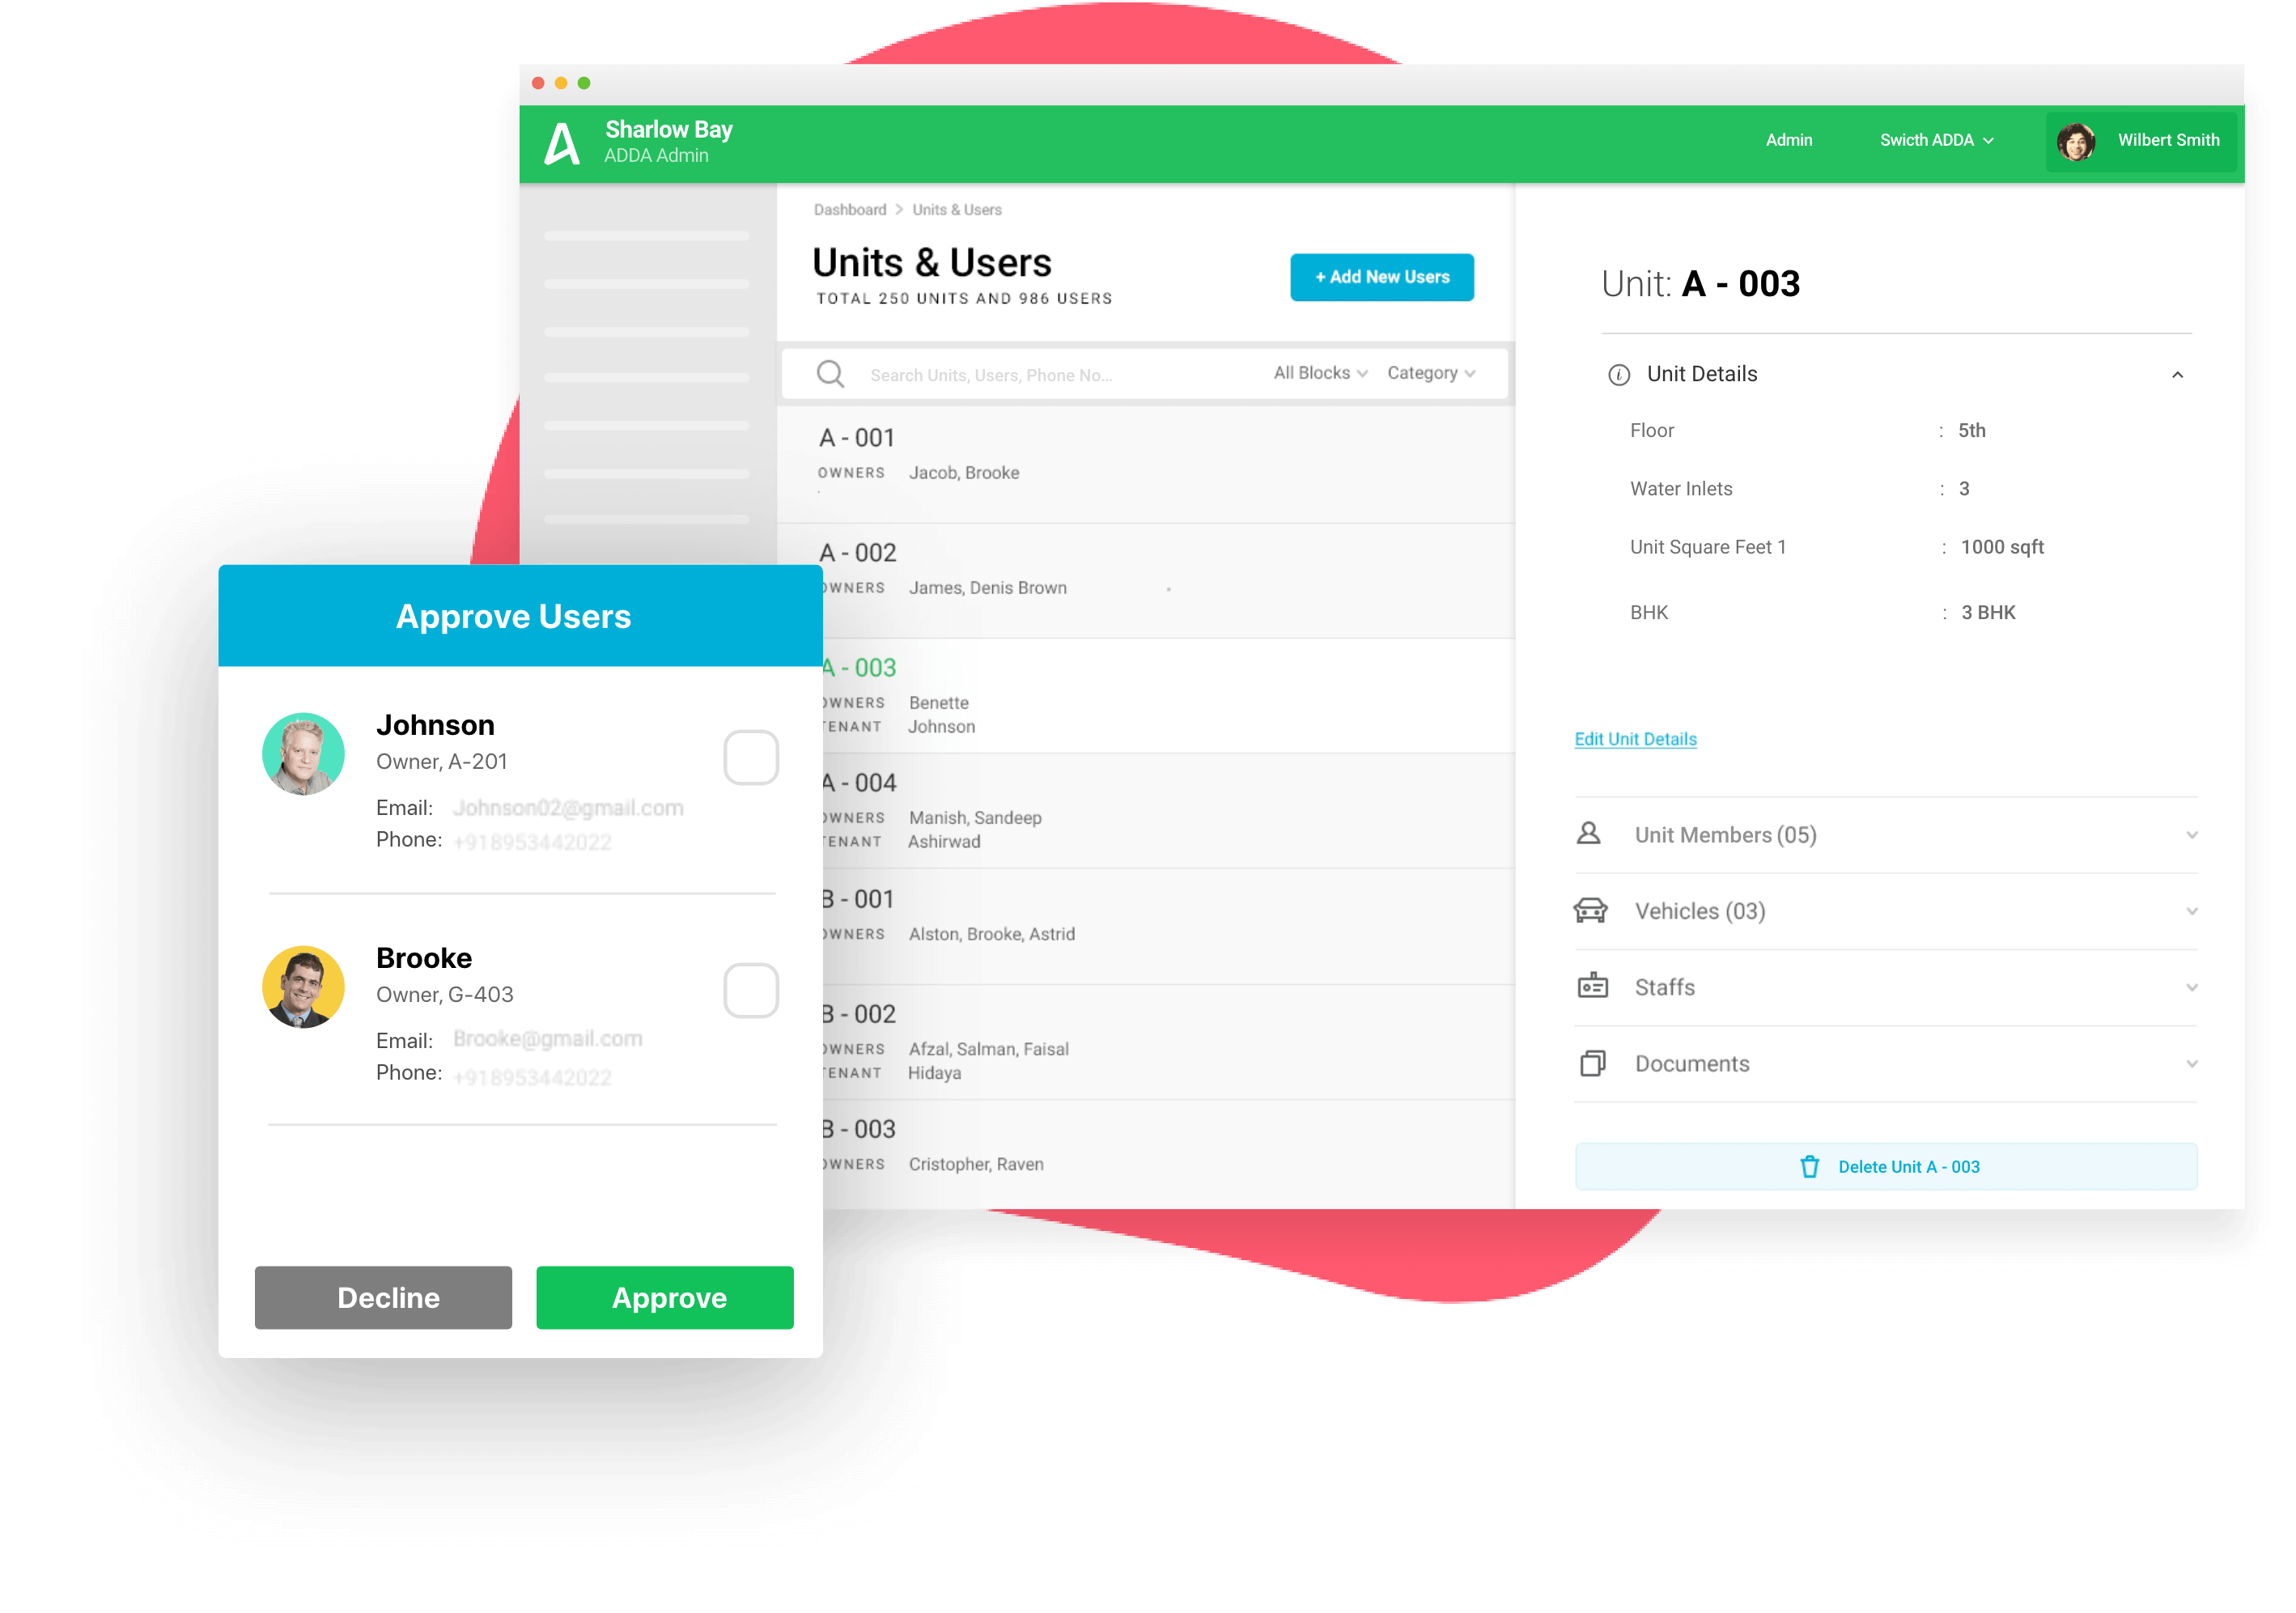 Sharlow Bay
ADDA Admin
Admin
Swicth ADDA
Wilbert Smith
Dashboard > Units & Users
Units & Users
TOTAL 250 UNITS AND 986 USERS
+ Add New Users
Search Units, Users, Phone No...
All Blocks
Category
A - 001
OWNERS Jacob, Brooke
A - 002
OWNERS James, Denis Brown
A - 003
OWNERS Benette
TENANT Johnson
A - 004
OWNERS Manish, Sandeep
TENANT Ashirwad
B - 001
OWNERS Alston, Brooke, Astrid
B - 002
OWNERS Afzal, Salman, Faisal
TENANT Hidaya
B - 003
OWNERS Cristopher, Raven
Unit: A - 003
Unit Details
Floor : 5th
Water Inlets : 3
Unit Square Feet 1 : 1000 sqft
BHK : 3 BHK
Edit Unit Details
Unit Members (05)
Vehicles (03)
Staffs
Documents
Delete Unit A - 003
Approve Users
Johnson
Owner, A-201
Email: Johnson02@gmail.com
Phone: +918953442022
Brooke
Owner, G-403
Email: Brooke@gmail.com
Phone: +918953442022
Decline
Approve